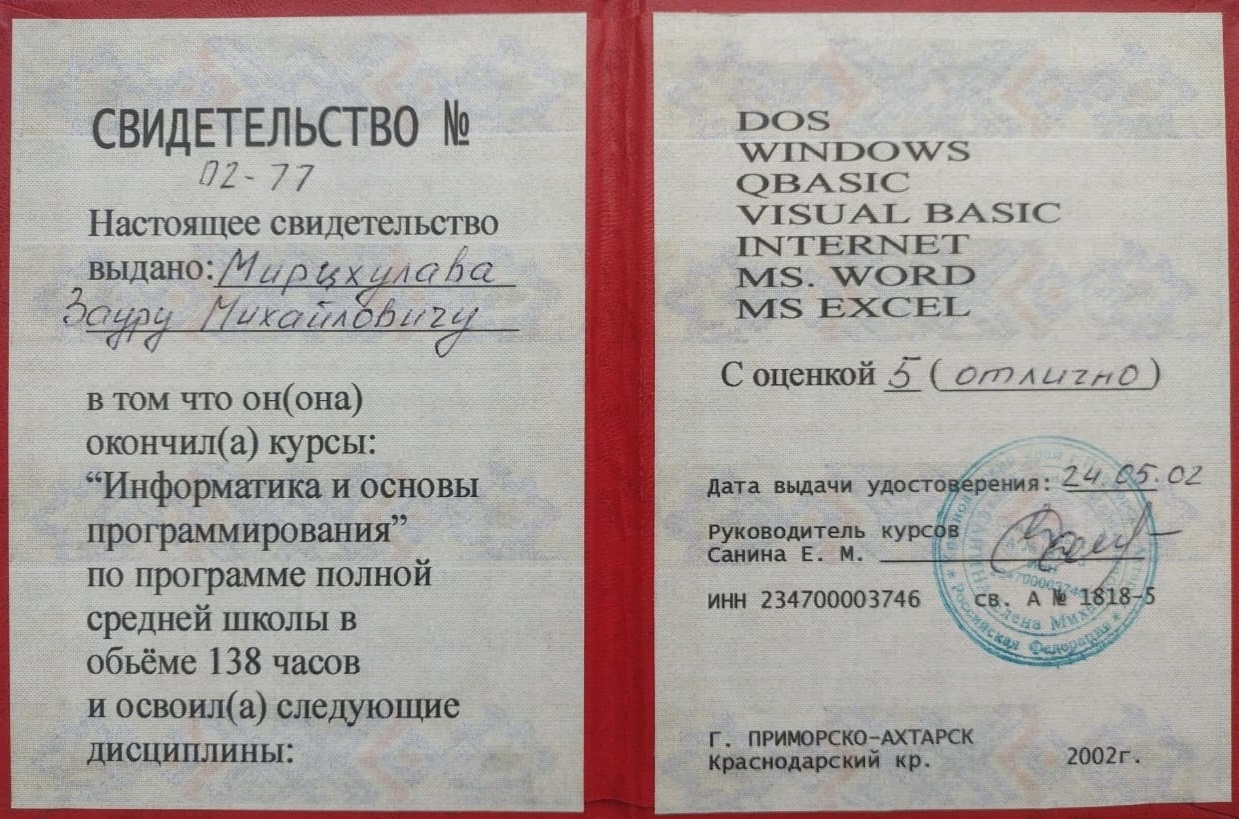 СВИДЕТЕЛЬСТВО №
02-77
Настоящее свидетельство
выдано: Мирцхулава
Зауру Михайловичу
в том что он(она)
окончил(а) курсы:
“Информатика и основы
программирования”
по программе полной
средней школы в
обьёме 138 часов
и освоил(а) следующие
дисциплины:
DOS
WINDOWS
QBASIC
VISUAL BASIC
INTERNET
MS. WORD
MS EXCEL
С оценкой 5 (отлично)
Дата выдачи удостоверения: 24.05.02
Руководитель курсов
Санина Е. М.
ИНН 234700003746 св. А № 1818-5
Российская Федерация
Г. ПРИМОРСКО-АХТАРСК
Краснодарский кр. 2002г.